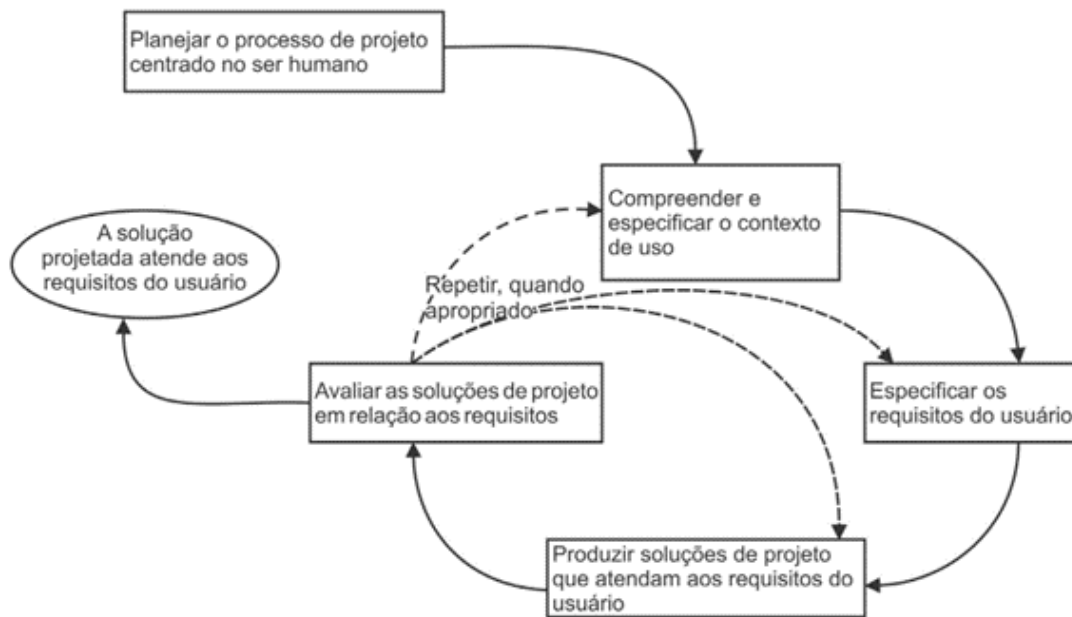 Planejar o processo de projeto
centrado no ser humano
Compreender e
especificar o contexto
de uso
A solução
projetada atende aos
requisitos do usuário
Repetir, quando
apropriado
Avaliar as soluções de projeto
em relação aos requisitos
Especificar os
requisitos do usuário
Produzir soluções de projeto
que atendam aos requisitos do
usuário